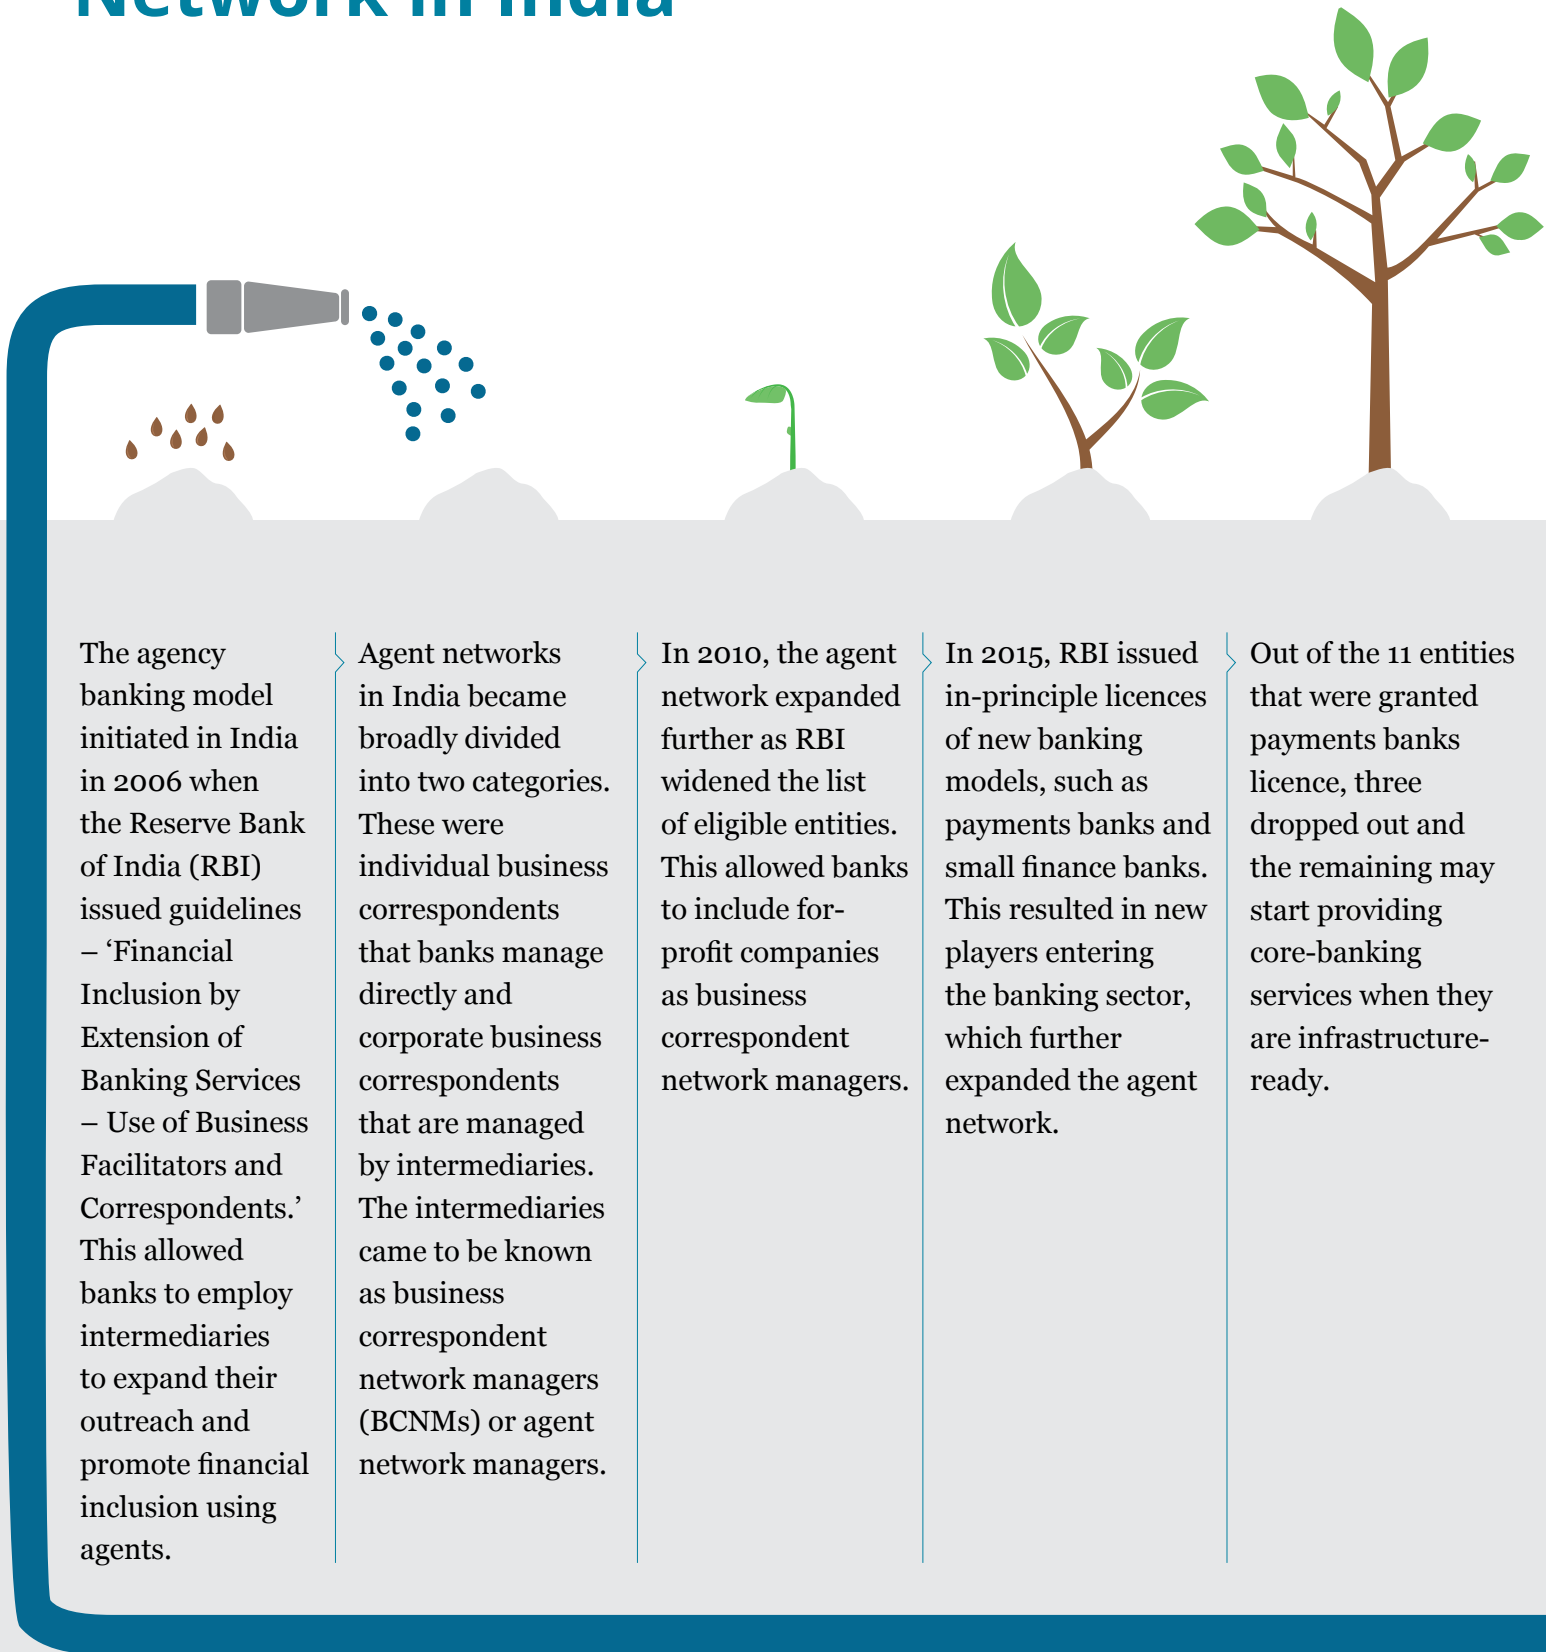 Network in India
The agency
banking model
initiated in India
in 2006 when
the Reserve Bank
of India (RBI)
issued guidelines
– ‘Financial
Inclusion by
Extension of
Banking Services
– Use of Business
Facilitators and
Correspondents.’
This allowed
banks to employ
intermediaries
to expand their
outreach and
promote financial
inclusion using
agents.
Agent networks
in India became
broadly divided
into two categories.
These were
individual business
correspondents
that banks manage
directly and
corporate business
correspondents
that are managed
by intermediaries.
The intermediaries
came to be known
as business
correspondent
network managers
(BCNMs) or agent
network managers.
In 2010, the agent
network expanded
further as RBI
widened the list
of eligible entities.
This allowed banks
to include for-
profit companies
as business
correspondent
network managers.
In 2015, RBI issued
in-principle licences
of new banking
models, such as
payments banks and
small finance banks.
This resulted in new
players entering
the banking sector,
which further
expanded the agent
network.
Out of the 11 entities
that were granted
payments banks
licence, three
dropped out and
the remaining may
start providing
core-banking
services when they
are infrastructure-
ready.